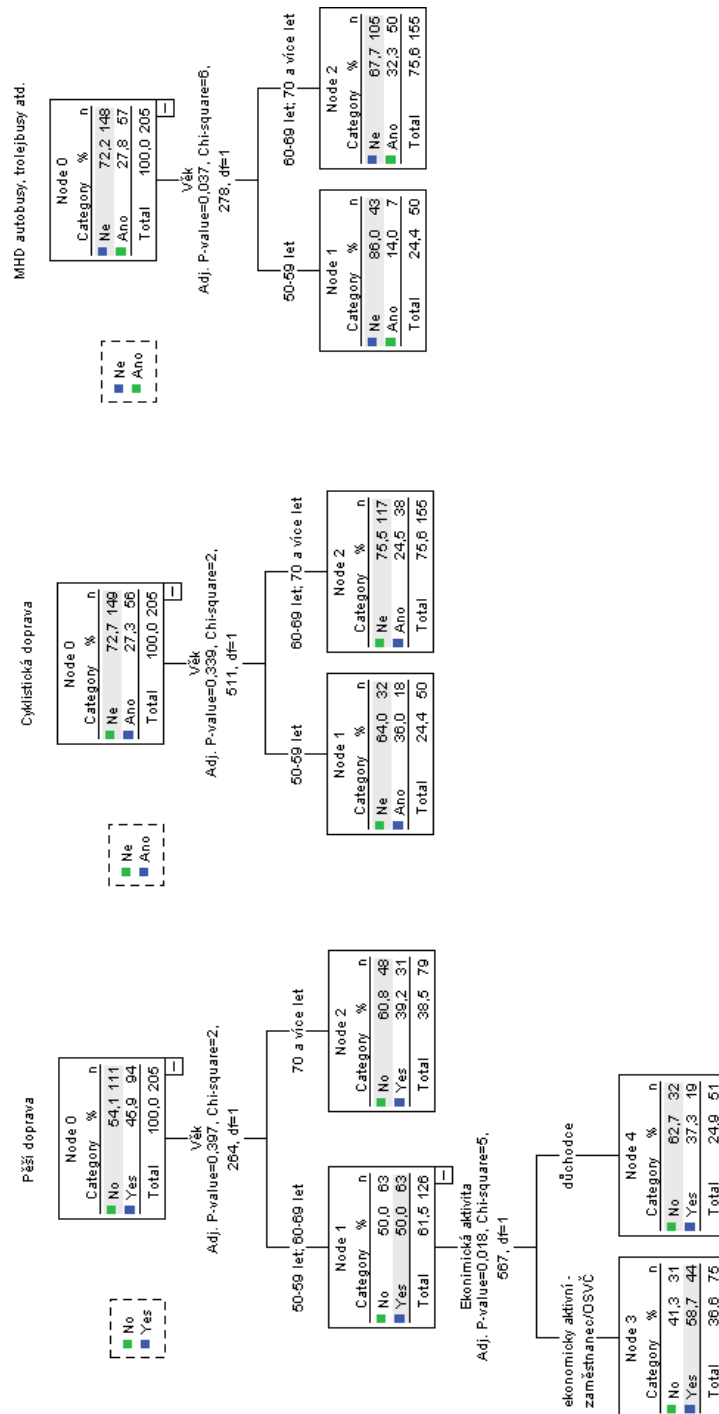 Pěší doprava
No
Yes
Node 0
Category % n
No 54,1 111
Yes 45,9 94
Total 100,0 205
Věk
Adj. P-value=0,397, Chi-square=2,
264, df=1
50-59 let; 60-69 let
70 a více let
Node 1
Category % n
No 50,0 63
Yes 50,0 63
Total 61,5 126
Node 2
Category % n
No 60,8 48
Yes 39,2 31
Total 38,5 79
Ekonimická aktivita
Adj. P-value=0,018, Chi-square=5,
567, df=1
ekonomicky aktivní -
zaměstnanec/OSVČ
důchodce
Node 3
Category % n
No 41,3 31
Yes 58,7 44
Total 36,6 75
Node 4
Category % n
No 62,7 32
Yes 37,3 19
Total 24,9 51
Cyklistická doprava
Ne
Ano
Node 0
Category % n
Ne 72,7 149
Ano 27,3 56
Total 100,0 205
Věk
Adj. P-value=0,339, Chi-square=2,
511, df=1
50-59 let
60-69 let; 70 a více let
Node 1
Category % n
Ne 64,0 32
Ano 36,0 18
Total 24,4 50
Node 2
Category % n
Ne 75,5 117
Ano 24,5 38
Total 75,6 155
MHD autobusy, trolejbusy atd.
Ne
Ano
Node 0
Category % n
Ne 72,2 148
Ano 27,8 57
Total 100,0 205
Věk
Adj. P-value=0,037, Chi-square=6,
278, df=1
50-59 let
60-69 let; 70 a více let
Node 1
Category % n
Ne 86,0 43
Ano 14,0 7
Total 24,4 50
Node 2
Category % n
Ne 67,7 105
Ano 32,3 50
Total 75,6 155